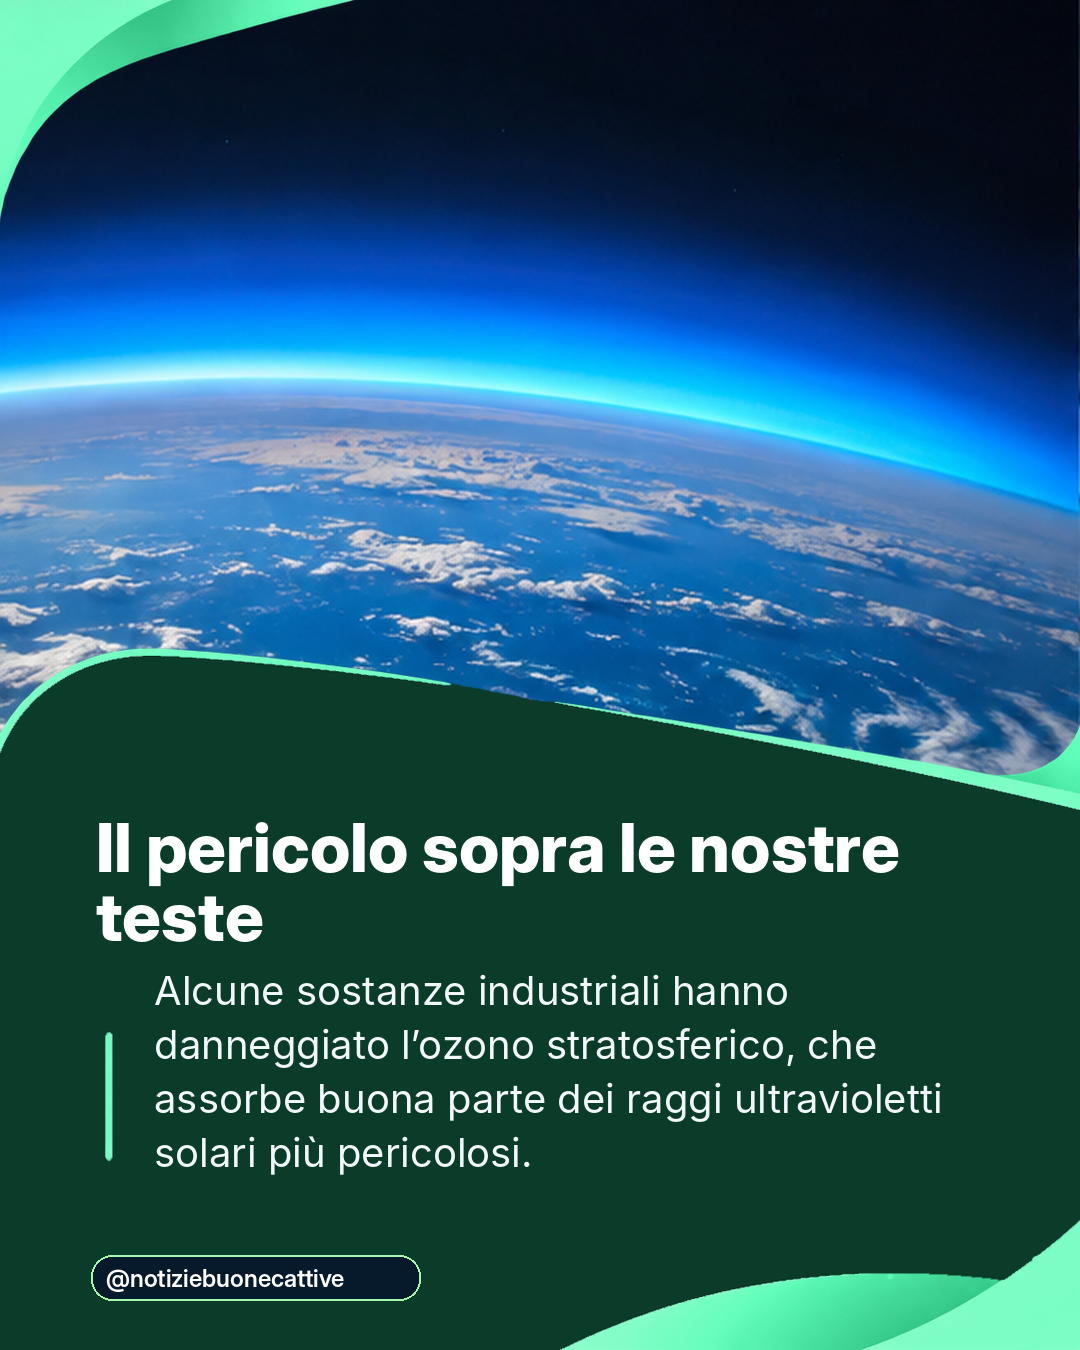 Il pericolo sopra le nostre
teste
Alcune sostanze industriali hanno
danneggiato l’ozono stratosferico, che
assorbe buona parte dei raggi ultravioletti
solari più pericolosi.
@notiziebuonecattive